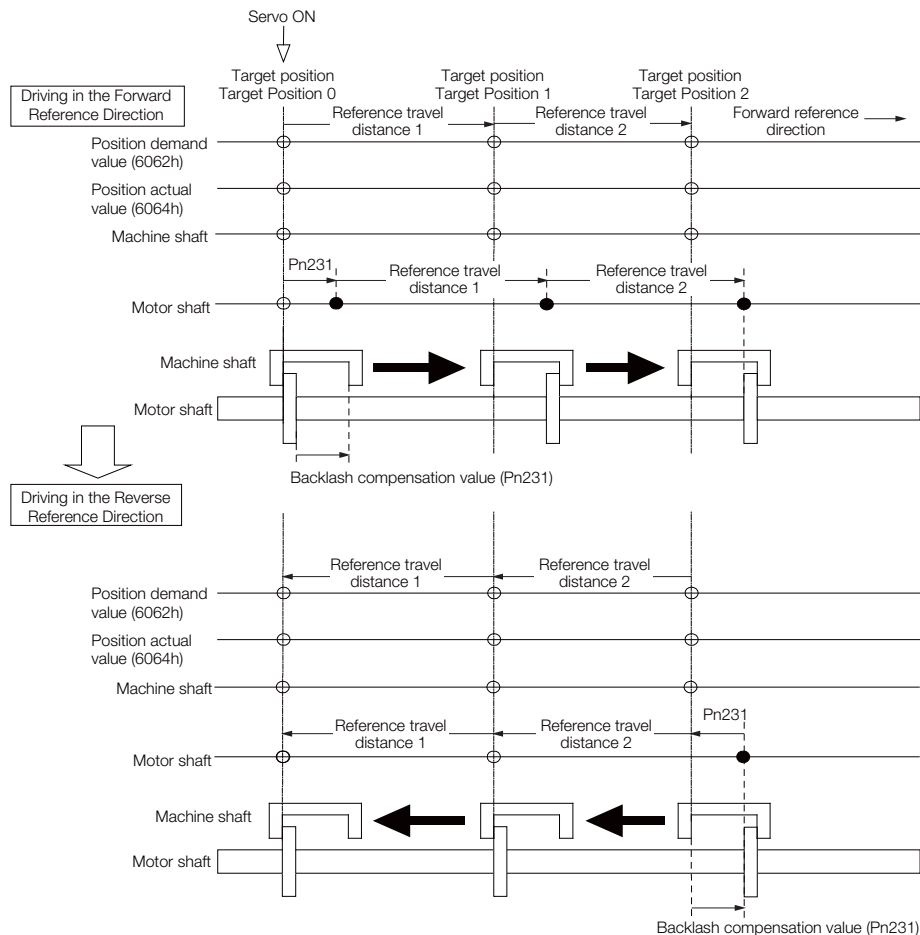 Servo ON
Target position
Target Position 0
Target position
Target Position 1
Target position
Target Position 2
Driving in the Forward
Reference Direction
Reference travel
distance 1
Reference travel
distance 2
Forward reference
direction
Position demand
value (6062h)
Position actual
value (6064h)
Machine shaft
Pn231
Reference travel
distance 1
Reference travel
distance 2
Motor shaft
Machine shaft
Motor shaft
Backlash compensation value (Pn231)
Driving in the Reverse
Reference Direction
Reference travel
distance 1
Reference travel
distance 2
Position demand
value (6062h)
Position actual
value (6064h)
Machine shaft
Reference travel
distance 1
Reference travel
distance 2
Pn231
Motor shaft
Machine shaft
Motor shaft
Backlash compensation value (Pn231)